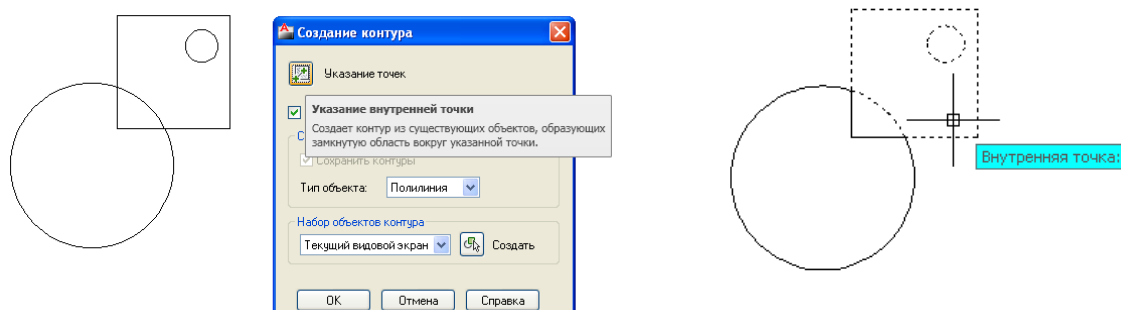 Создание контура
Указание точек
Указание внутренней точки
Создает контур из существующих объектов, образующих
замкнутую область вокруг указанной точки.
Сохранить контуры
Тип объекта: Полилиния
Набор объектов контура
Текущий видовой экран Создать
ОК Отмена Справка
Внутренняя точка: